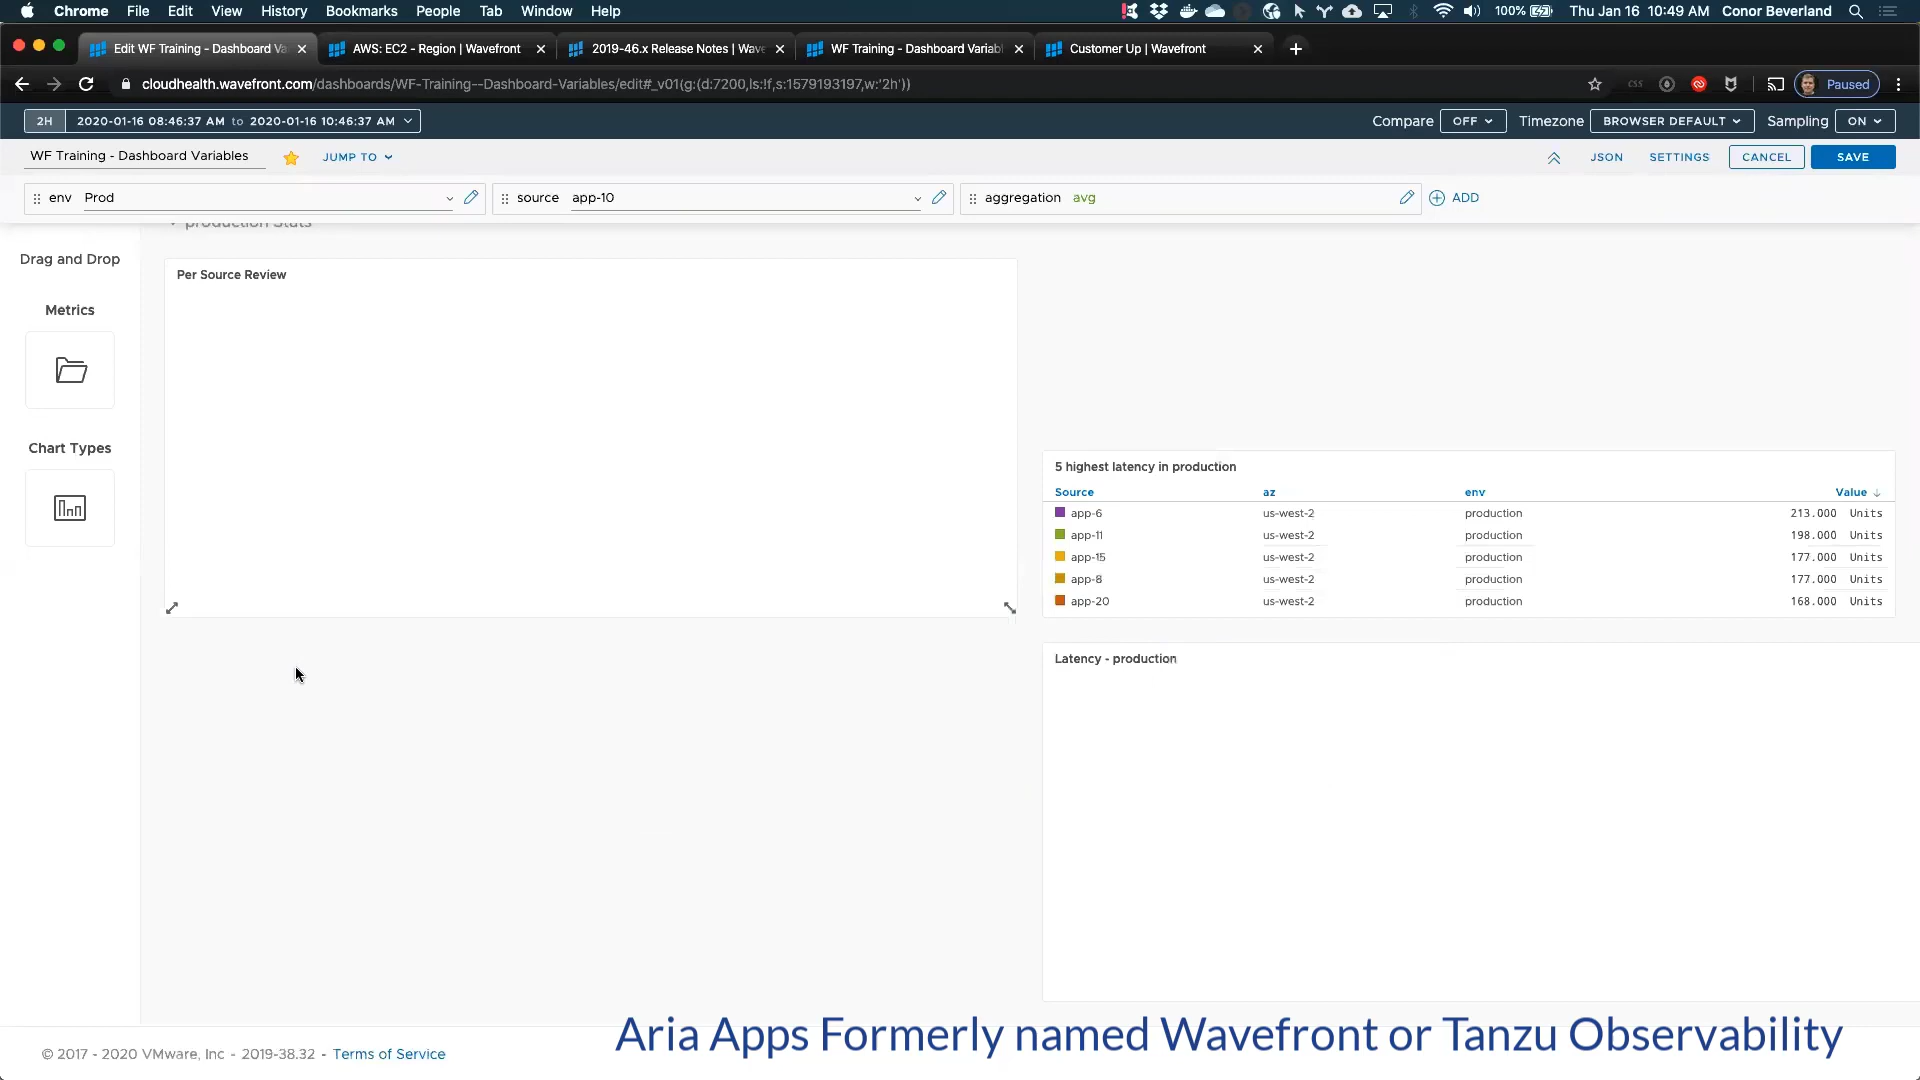 Chrome File Edit View History Bookmarks People Tab Window Help 100% Thu Jan 16 10:49 AM Conor Beverland
Edit WF Training - Dashboard Va AWS: EC2 - Region | Wavefront 2019-46.x Release Notes | Wave WF Training - Dashboard Variabl Customer Up | Wavefront
cloudhealth.wavefront.com/dashboards/WF-Training--Dashboard-Variables/edit#_v01(g:(d:7200,ls:!f,s:1579193197,w:'2h')) CSS Paused
2H 2020-01-16 08:46:37 AM to 2020-01-16 10:46:37 AM Compare OFF Timezone BROWSER DEFAULT Sampling ON
WF Training - Dashboard Variables JUMP TO JSON SETTINGS CANCEL SAVE
env Prod source app-10 aggregation avg ADD
production Stats
Drag and Drop
Metrics
Chart Types
Per Source Review
5 highest latency in production
Source az env Value
app-6 us-west-2 production 213.000 Units
app-11 us-west-2 production 198.000 Units
app-15 us-west-2 production 177.000 Units
app-8 us-west-2 production 177.000 Units
app-20 us-west-2 production 168.000 Units
Latency - production
Aria Apps Formerly named Wavefront or Tanzu Observability
© 2017 - 2020 VMware, Inc - 2019-38.32 - Terms of Service